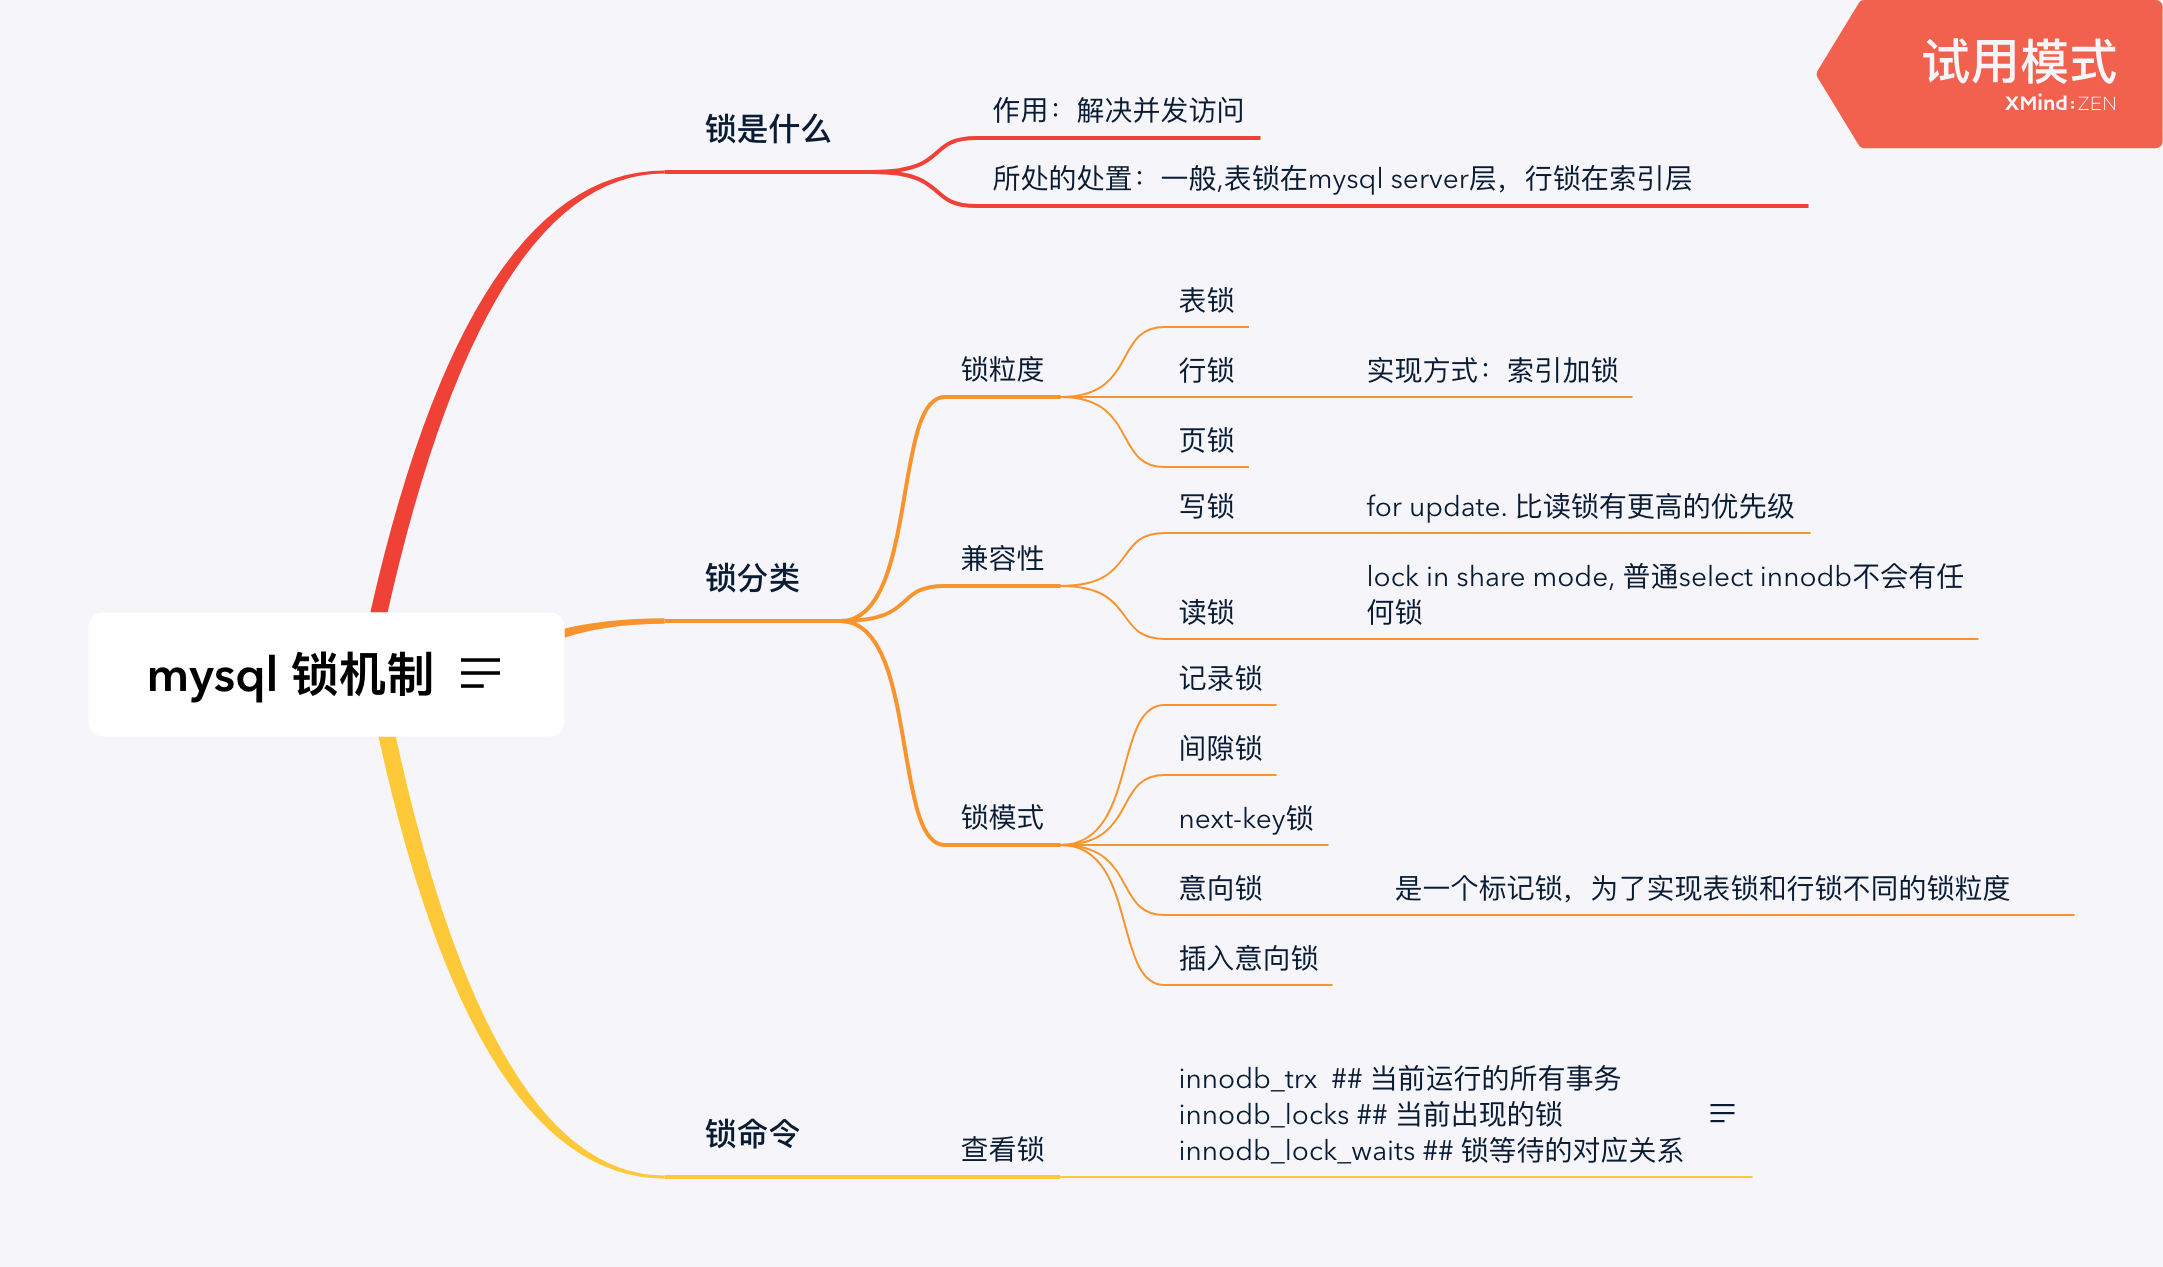 试用模式
XMind:ZEN
mysql 锁机制
锁是什么
作用：解决并发访问
所处的处置：一般,表锁在mysql server层，行锁在索引层
锁分类
锁粒度
表锁
行锁
实现方式：索引加锁
页锁
兼容性
写锁
for update. 比读锁有更高的优先级
读锁
lock in share mode, 普通select innodb不会有任
何锁
锁模式
记录锁
间隙锁
next-key锁
意向锁
是一个标记锁，为了实现表锁和行锁不同的锁粒度
插入意向锁
锁命令
查看锁
innodb_trx ## 当前运行的所有事务
innodb_locks ## 当前出现的锁
innodb_lock_waits ## 锁等待的对应关系